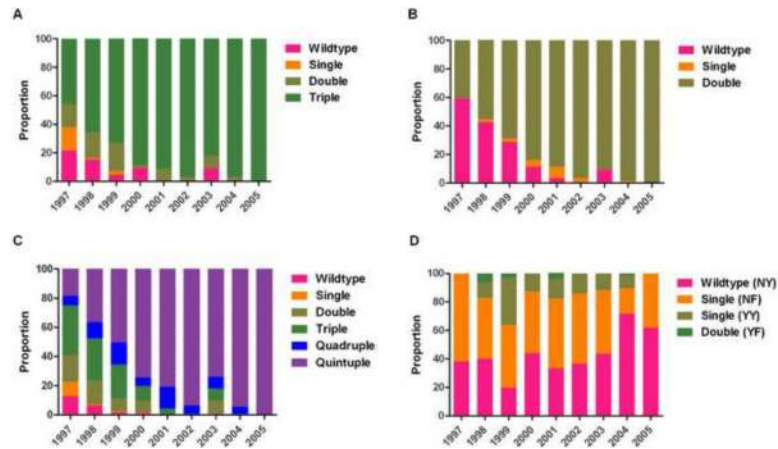 A
Proportion
100
80
60
40
20
0
1997
1998
1999
2000
2001
2002
2003
2004
2005
Wildtype
Single
Double
Triple
B
Proportion
100
80
60
40
20
0
1997
1998
1999
2000
2001
2002
2003
2004
2005
Wildtype
Single
Double
C
Proportion
100
80
60
40
20
0
1997
1998
1999
2000
2001
2002
2003
2004
2005
Wildtype
Single
Double
Triple
Quadruple
Quintuple
D
Proportion
100
80
60
40
20
0
1997
1998
1999
2000
2001
2002
2003
2004
2005
Wildtype (NY)
Single (NF)
Single (YY)
Double (YF)